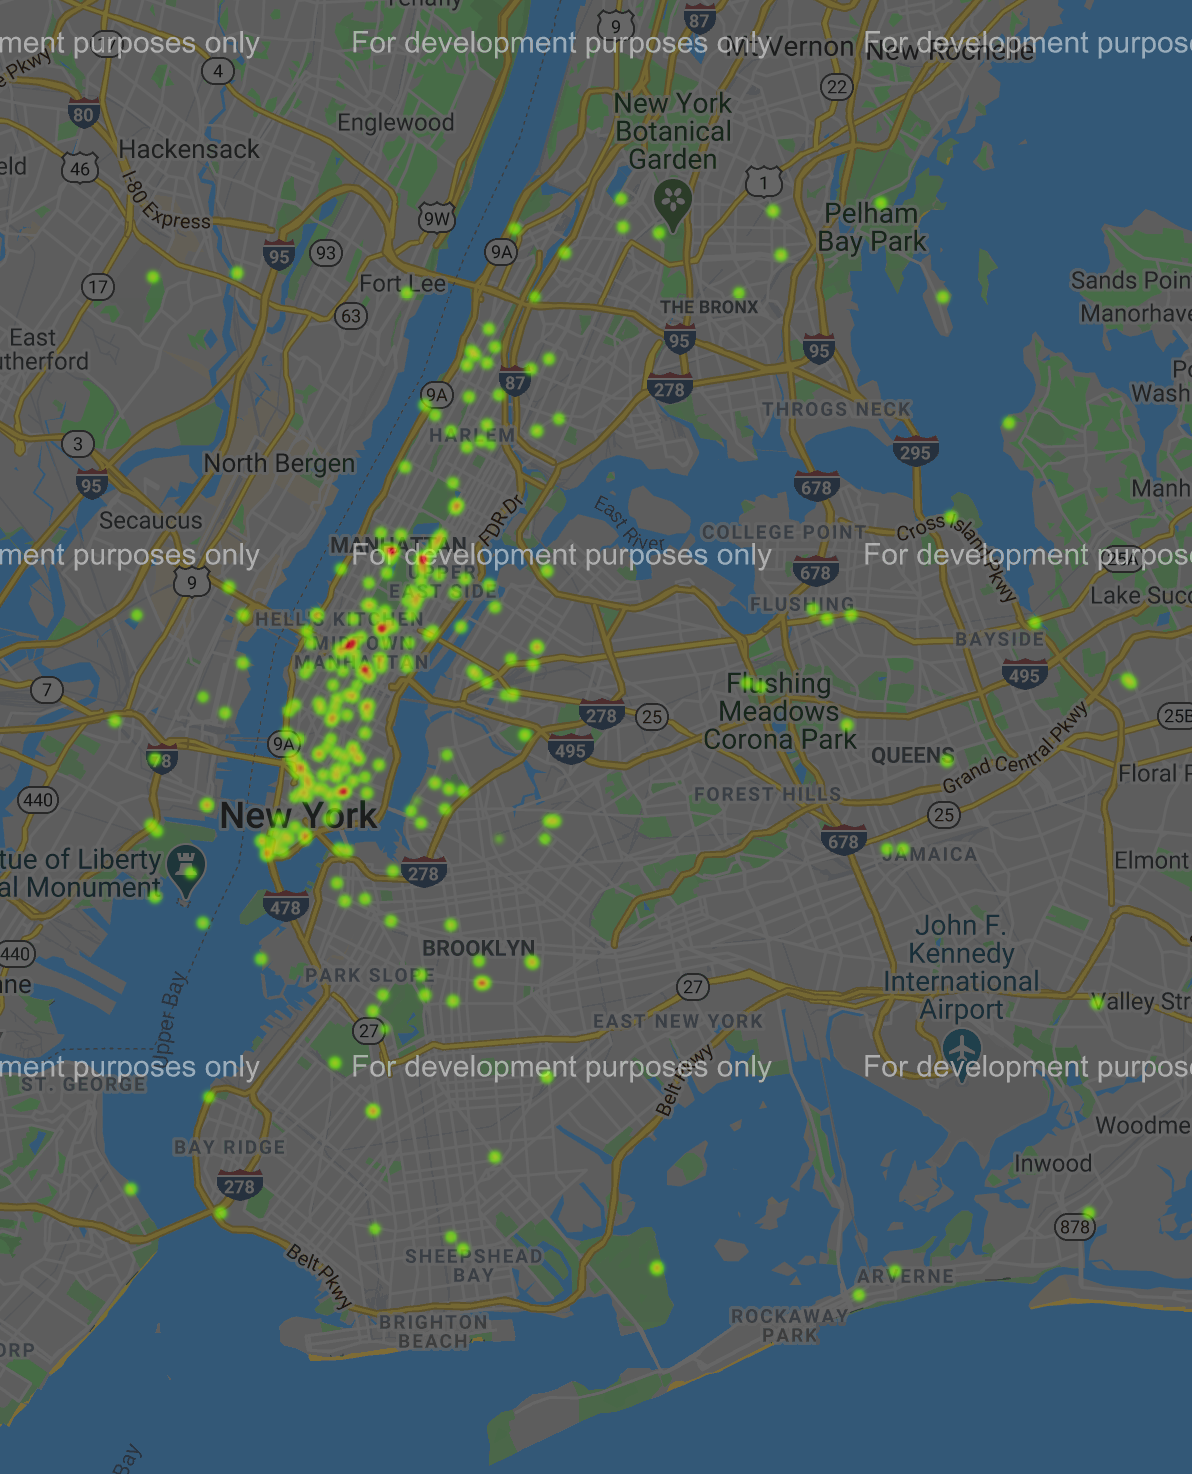 Tenafly
9
87
ment purposes only
For development purposes only
For development purpos
Mt Vernon
New Rochelle
e Pkwy
4
22
80
New York
Botanical
Garden
Englewood
Hackensack
46
eld
1
I-80 Express
9W
Pelham
Bay Park
95
93
9A
17
Fort Lee
Sands Poin
THE BRONX
Manorhave
63
East
utherford
95
95
Po
Wash
87
278
9A
THROGS NECK
HARLEM
3
295
North Bergen
95
678
Manh
FDR Dr
East River
Secaucus
COLLEGE POINT
Cross Island Pkwy
MANHATTAN
ment purposes only
For development purposes only
For development purpos
25A
UPPER
EAST SIDE
678
9
Lake Succ
FLUSHING
HELL'S KITCHEN
MIDTOWN
MANHATTAN
BAYSIDE
495
7
Flushing
Meadows
Corona Park
278
25
25B
9A
495
QUEENS
78
Grand Central Pkwy
Floral P
FOREST HILLS
440
New York
25
678
JAMAICA
tue of Liberty
al Monument
Elmont
278
478
John F.
Kennedy
International
Airport
BROOKLYN
440
PARK SLOPE
nne
27
Valley Str
Upper Bay
EAST NEW YORK
27
ment purposes only
For development purposes only
For development purpos
ST. GEORGE
Belt Pkwy
Woodme
BAY RIDGE
Inwood
278
878
SHEEPSHEAD
BAY
Belt Pkwy
ARVERNE
BRIGHTON
BEACH
ROCKAWAY
PARK
ORP
Bay